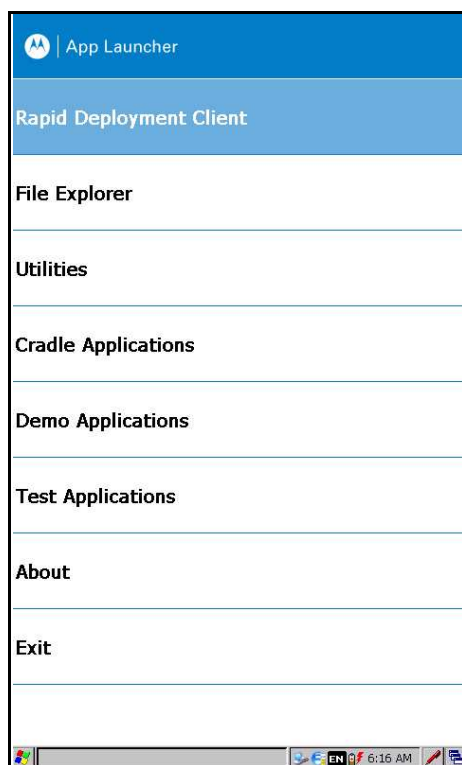 App Launcher
Rapid Deployment Client
File Explorer
Utilities
Cradle Applications
Demo Applications
Test Applications
About
Exit
EN 6:16 AM